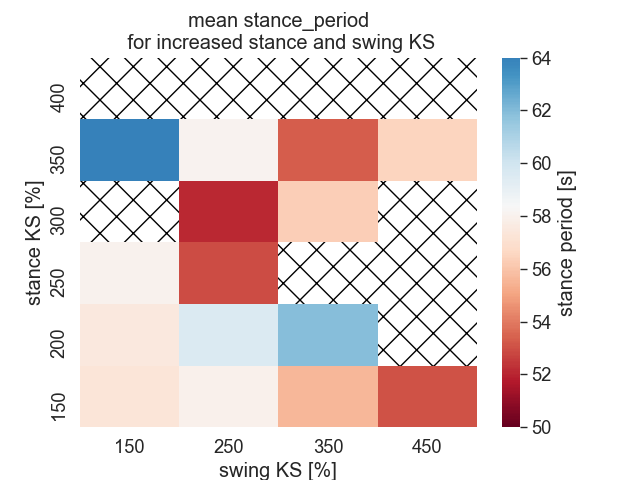 mean stance_period
for increased stance and swing KS
400
350
300
250
200
150
stance KS [%]
150 250 350 450
swing KS [%]
64
62
60
58
56
54
52
50
stance period [s]